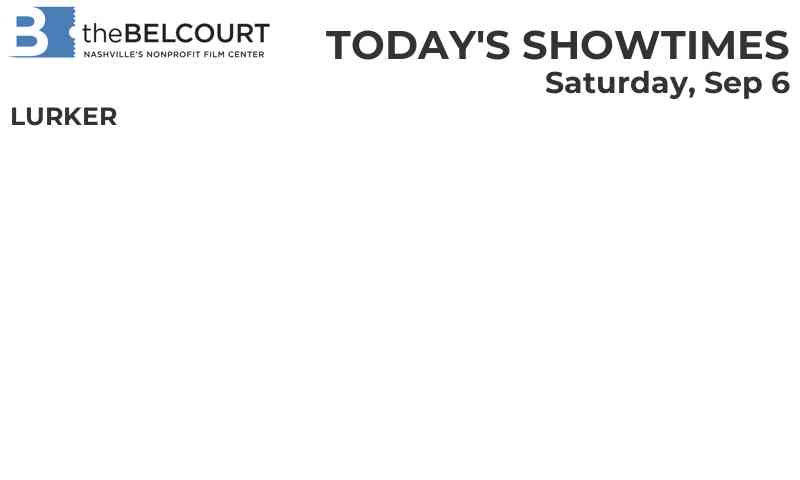 B theBELCOURT
NASHVILLE'S NONPROFIT FILM CENTER
TODAY'S SHOWTIMES
Saturday, Sep 6
LURKER